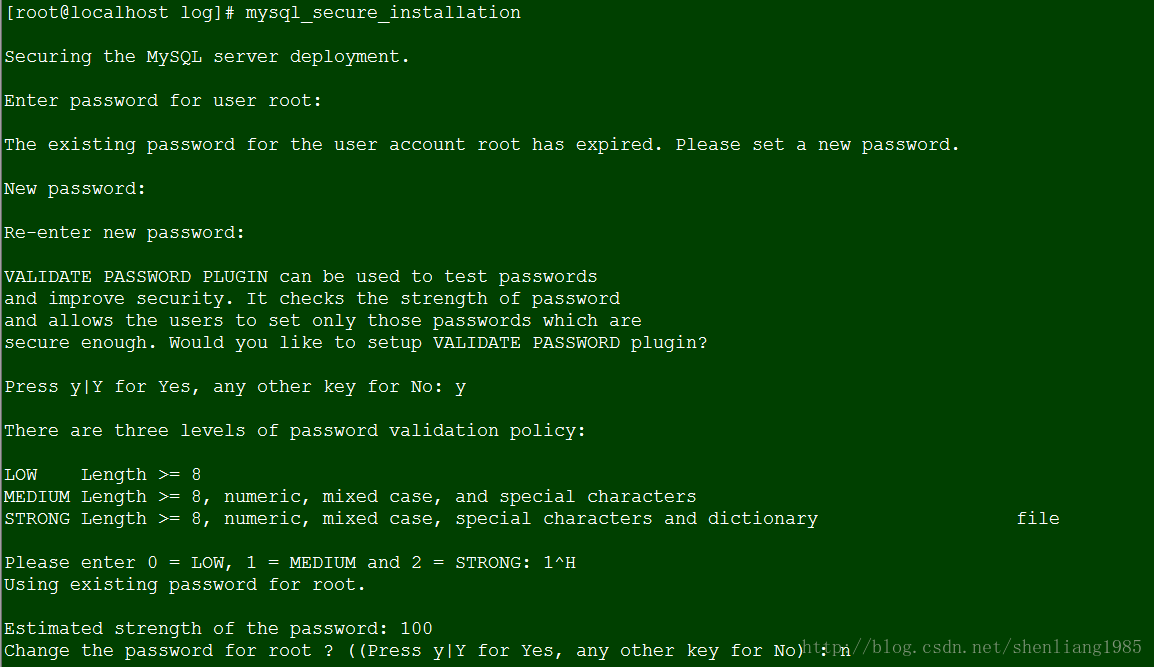 [root@localhost log]# mysql_secure_installation
Securing the MySQL server deployment.
Enter password for user root:
The existing password for the user account root has expired. Please set a new password.
New password:
Re-enter new password:
VALIDATE PASSWORD PLUGIN can be used to test passwords
and improve security. It checks the strength of password
and allows the users to set only those passwords which are
secure enough. Would you like to setup VALIDATE PASSWORD plugin?
Press y|Y for Yes, any other key for No: y
There are three levels of password validation policy:
LOW    Length >= 8
MEDIUM Length >= 8, numeric, mixed case, and special characters
STRONG Length >= 8, numeric, mixed case, special characters and dictionary                  file
Please enter 0 = LOW, 1 = MEDIUM and 2 = STRONG: 1^H
Using existing password for root.
Estimated strength of the password: 100
Change the password for root ? ((Press y|Y for Yes, any other key for No) : n
http://blog.csdn.net/shenliang1985